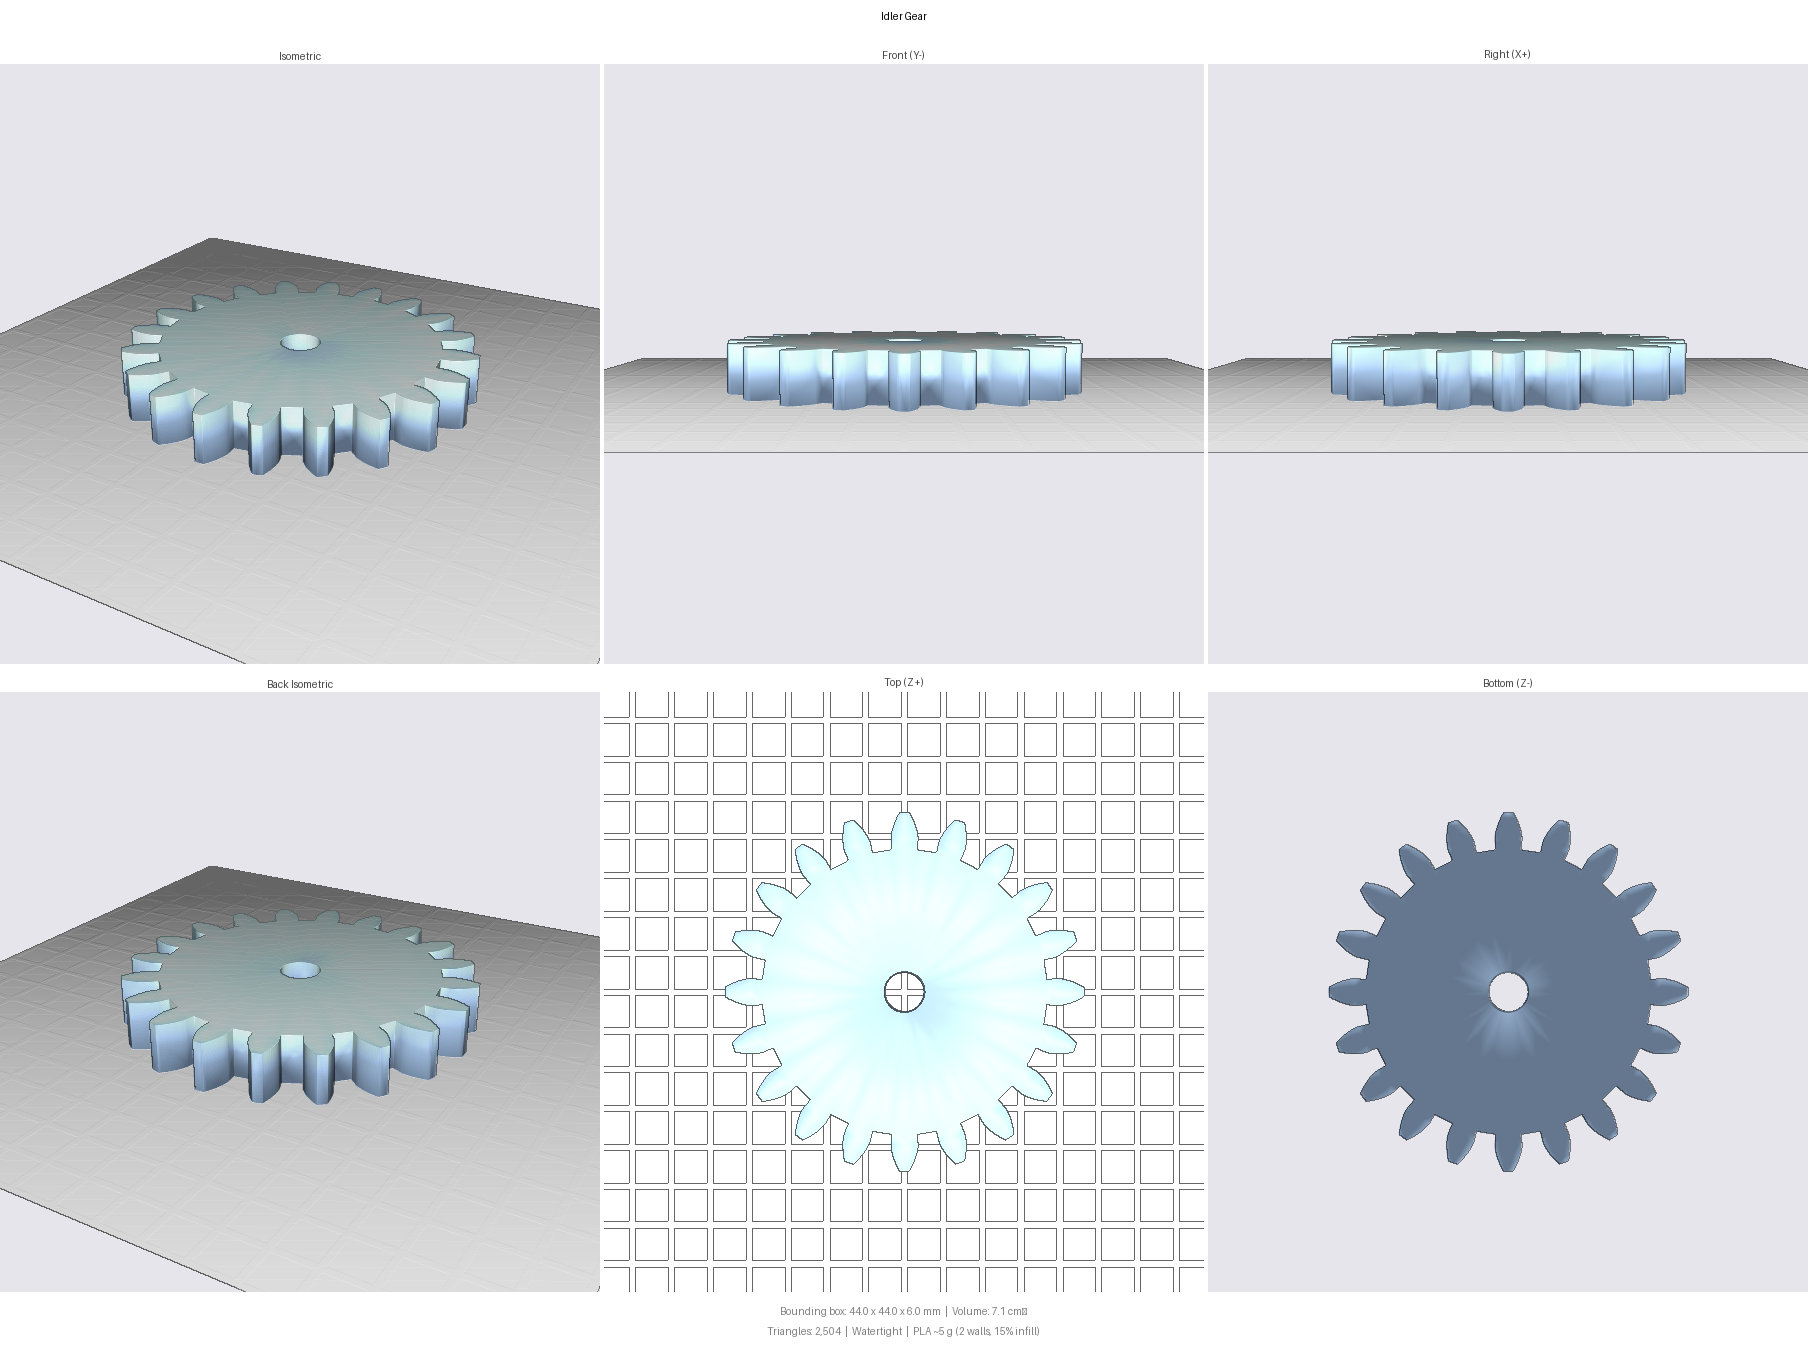 Idler Gear
Isometric
Front (Y-)
Right (X+)
Back Isometric
Top (Z+)
Bottom (Z-)
Bounding box: 44.0 x 44.0 x 6.0 mm | Volume: 7.1 cm
Triangles: 2,504 | Watertight | PLA ~5 g (2 walls, 15% infill)